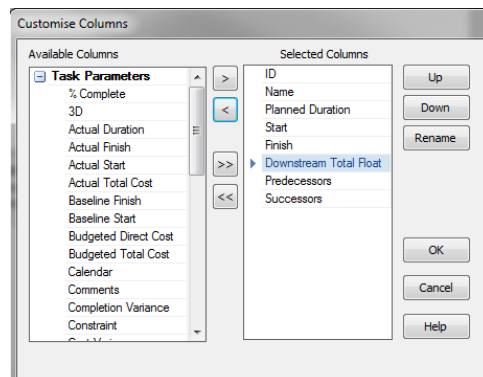 Customise Columns
Available Columns
Task Parameters
% Complete
3D
Actual Duration
Actual Finish
Actual Start
Actual Total Cost
Baseline Finish
Baseline Start
Budgeted Direct Cost
Budgeted Total Cost
Calendar
Comments
Completion Variance
Constraint
>
<
>>
<<
Selected Columns
ID
Name
Planned Duration
Start
Finish
Downstream Total Float
Predecessors
Successors
Up
Down
Rename
OK
Cancel
Help